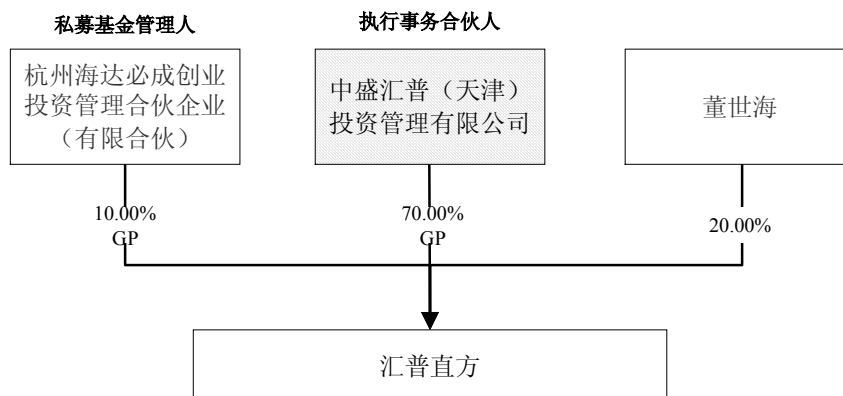 私募基金管理人
执行事务合伙人
杭州海达必成创业
投资管理合伙企业
（有限合伙）
中盛汇普（天津）
投资管理有限公司
董世海
10.00%
GP
70.00%
GP
20.00%
汇普直方